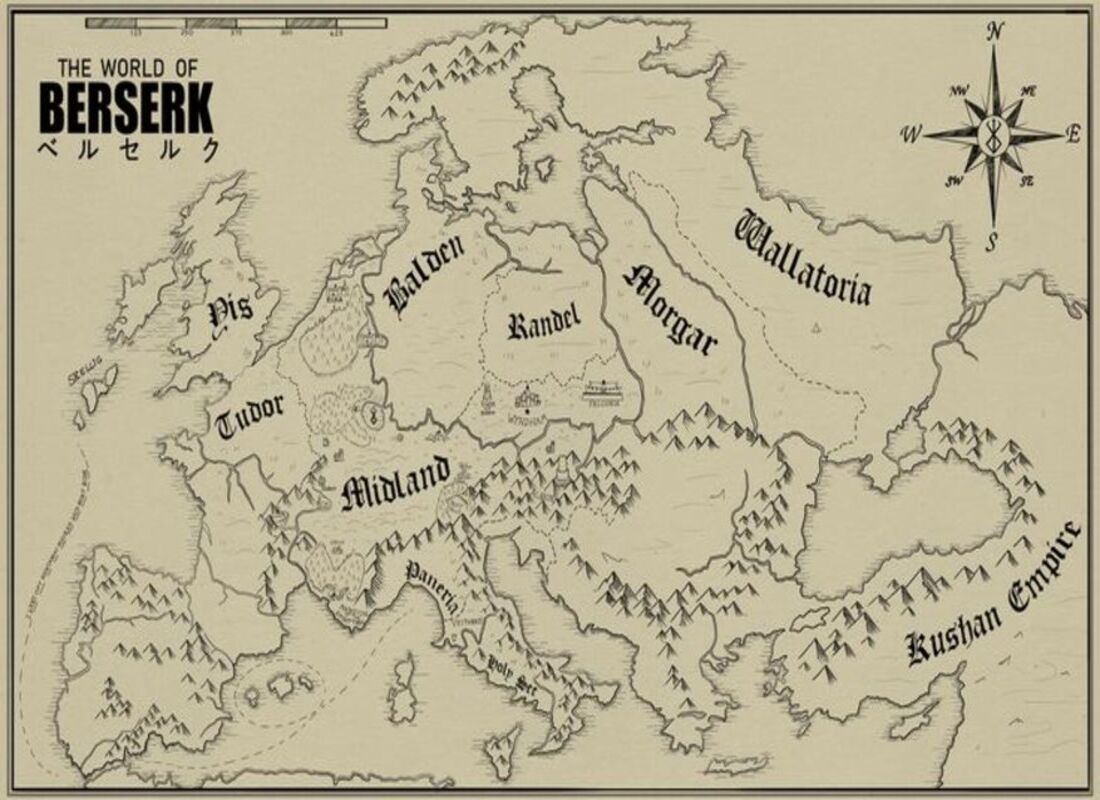 THE WORLD OF
BERSERK
ベルセルク
N
NW
NE
W
E
SW
SE
S
Wallatoria
Balden
Morgar
Yis
Randel
SKELLIG
Tudor
WYNDHAM
FALCONIA
Midland
Paneria
Kushan Empire
Holy See